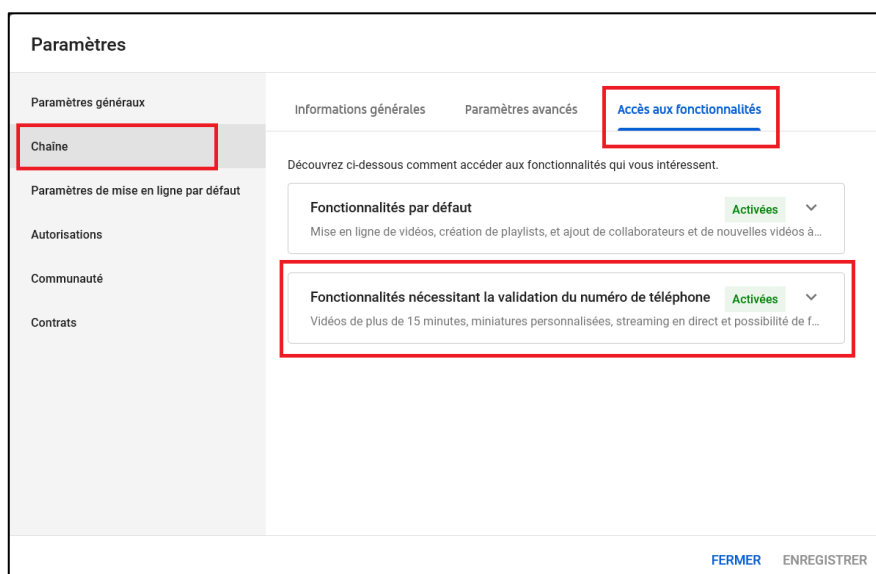 Paramètres
Paramètres généraux
Chaîne
Paramètres de mise en ligne par défaut
Autorisations
Communauté
Contrats
Informations générales
Paramètres avancés
Accès aux fonctionnalités
Découvrez ci-dessous comment accéder aux fonctionnalités qui vous intéressent.
Fonctionnalités par défaut
Activées
Mise en ligne de vidéos, création de playlists, et ajout de collaborateurs et de nouvelles vidéos à…
Fonctionnalités nécessitant la validation du numéro de téléphone
Activées
Vidéos de plus de 15 minutes, miniatures personnalisées, streaming en direct et possibilité de f…
FERMER
ENREGISTRER